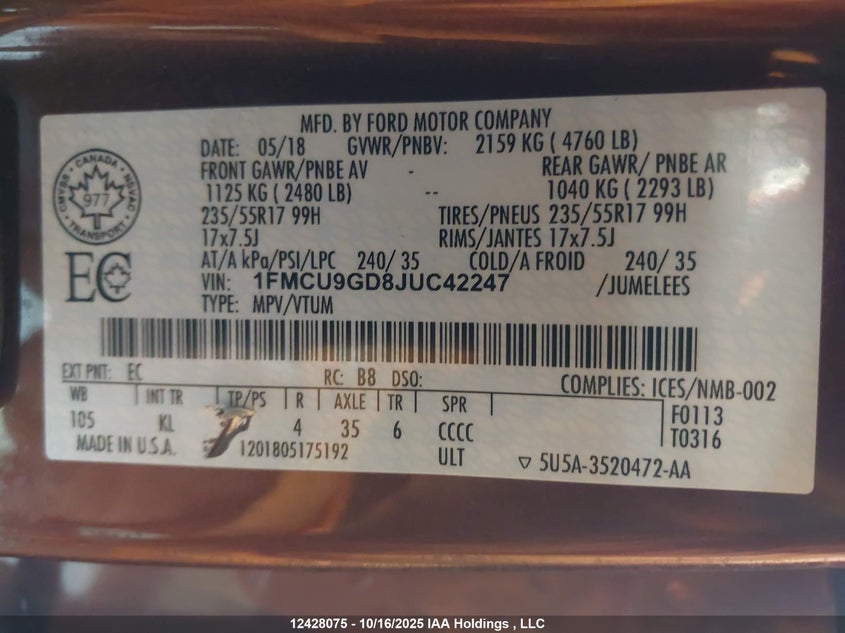 MFD. BY FORD MOTOR COMPANY
DATE: 05/18 GVWR/PNBV: 2159 KG ( 4760 LB)
FRONT GAWR/PNBE AV - REAR GAWR/ PNBE AR
1125 KG ( 2480 LB) -- 1040 KG ( 2293 LB)
235/55R17 99H TIRES/PNEUS 235/55R17 99H
17x7.5J RIMS/JANTES 17x7.5J
AT/A kPa/PSI/LPC 240/ 35 COLD/A FROID 240/ 35
VIN: 1FMCU9GD8JUC42247 /JUMELEES
TYPE: MPV/VTUM
CANADA
CMVSS NSVAC
977
TRANSPORT
EC
EXT PNT: EC RC: B8 DSO: COMPLIES: ICES/NMB-002
WB INT TR TP/PS R AXLE TR SPR F0113
105 KL 4 35 6 CCCC T0316
MADE IN U.S.A. 1201805175192 ULT ▽ 5U5A-3520472-AA
12428075 - 10/16/2025 IAA Holdings , LLC